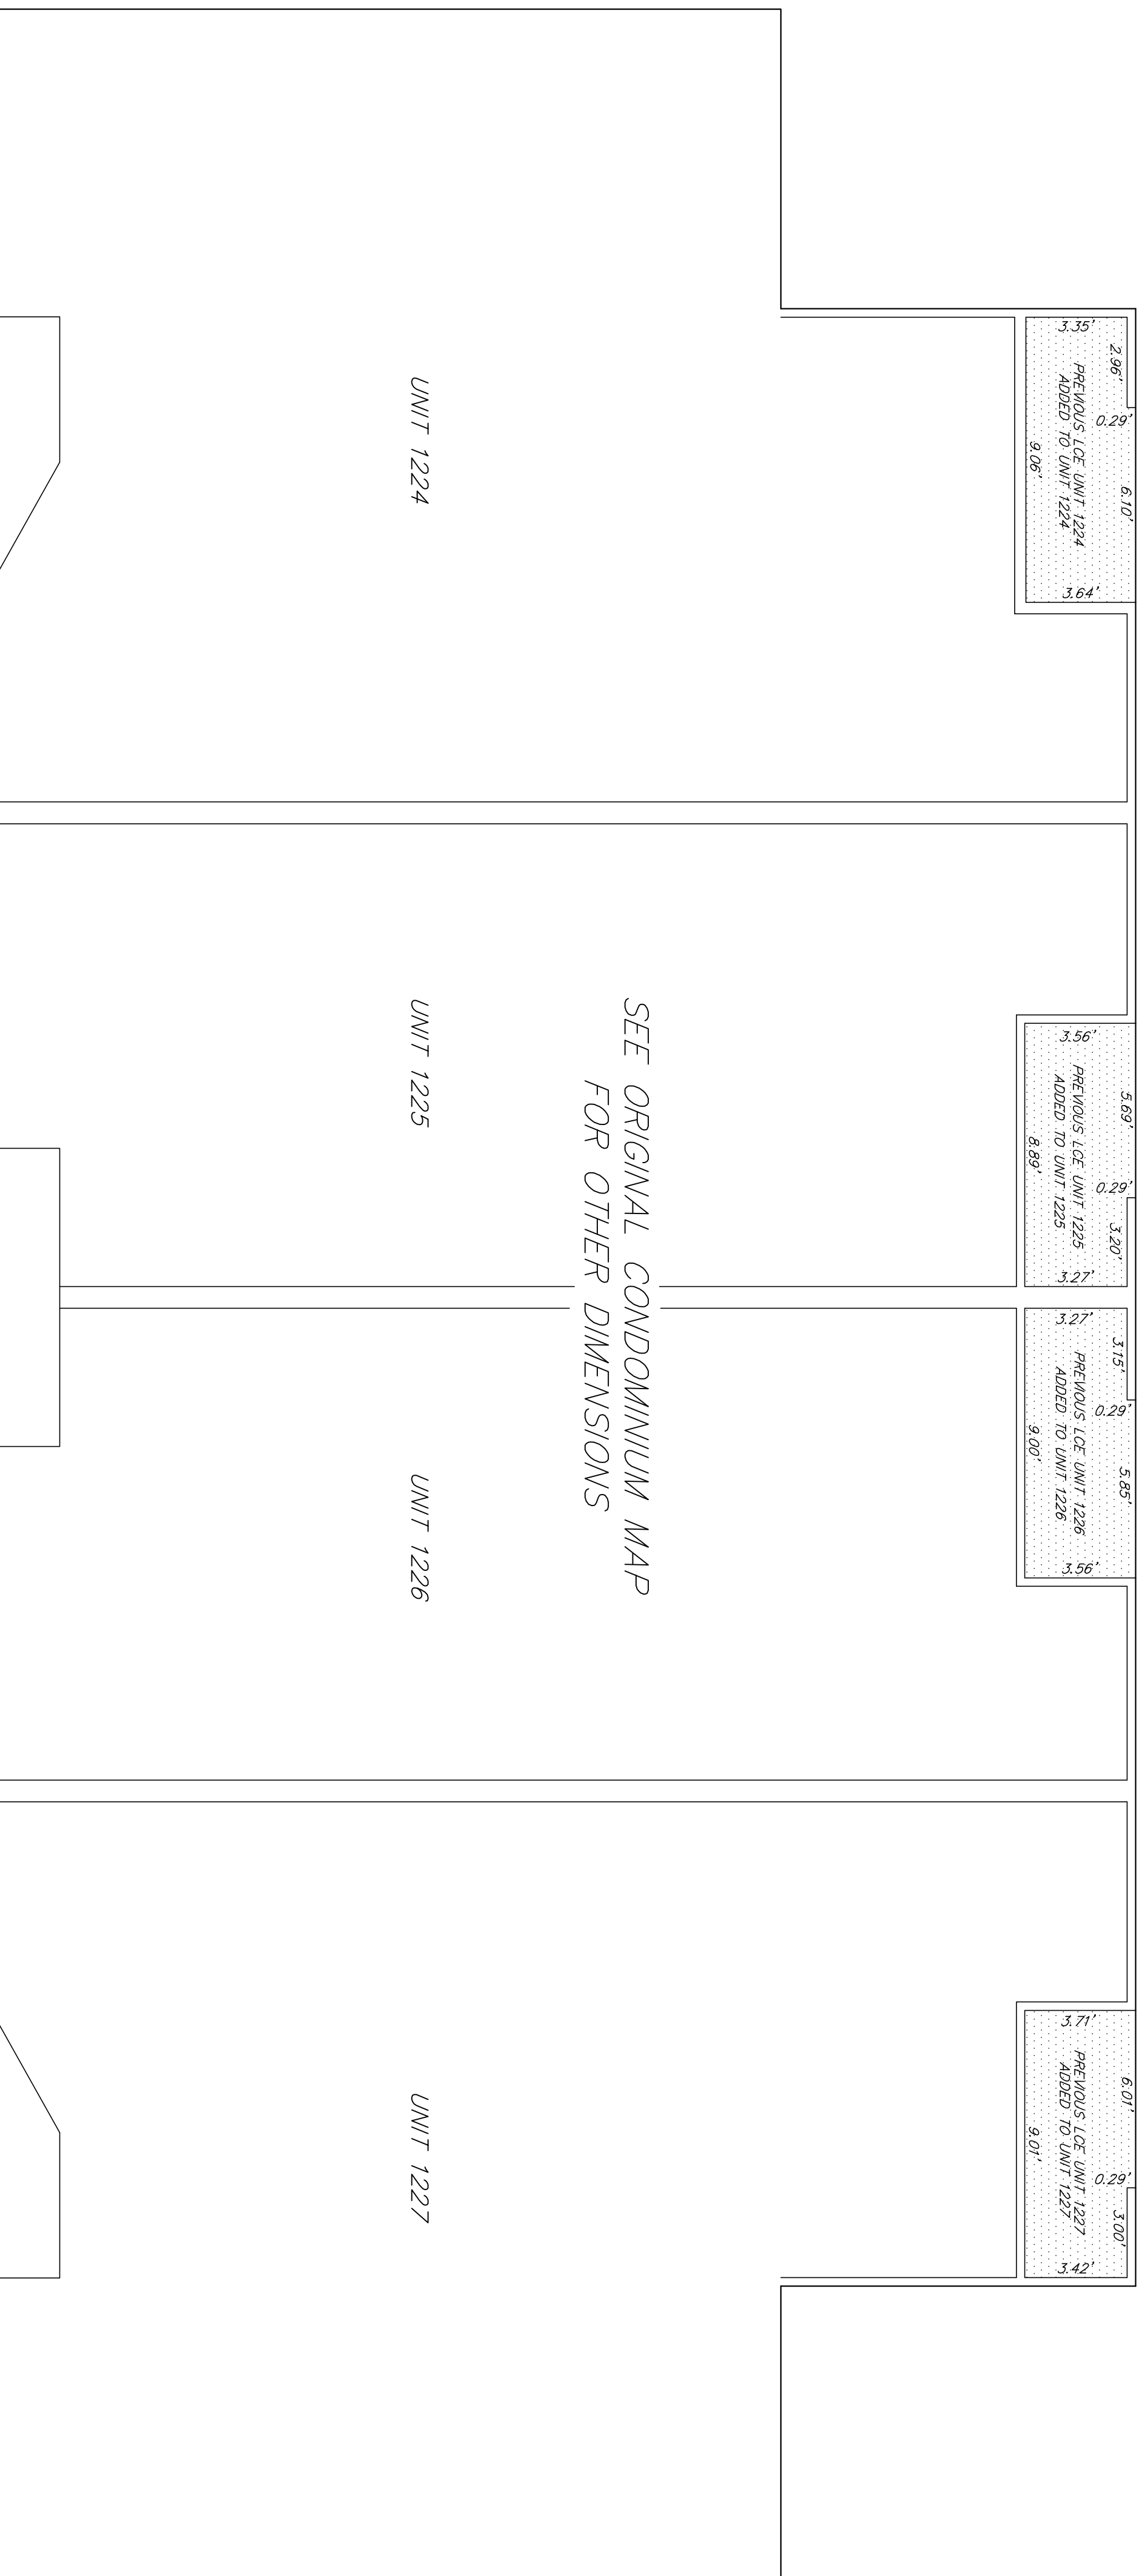 3.35'
2.96'
0.29'
6.10'
PREVIOUS LCE UNIT 1224
ADDED TO UNIT 1224
9.06'
3.64'
UNIT 1224
3.56'
5.69'
0.29'
3.20'
PREVIOUS LCE UNIT 1225
ADDED TO UNIT 1225
8.89'
3.27'
UNIT 1225
SEE ORIGINAL CONDOMINIUM MAP
FOR OTHER DIMENSIONS
3.27'
3.15'
0.29'
5.85'
PREVIOUS LCE UNIT 1226
ADDED TO UNIT 1226
9.00'
3.56'
UNIT 1226
3.71'
6.01'
0.29'
3.00'
PREVIOUS LCE UNIT 1227
ADDED TO UNIT 1227
9.01'
3.42'
UNIT 1227